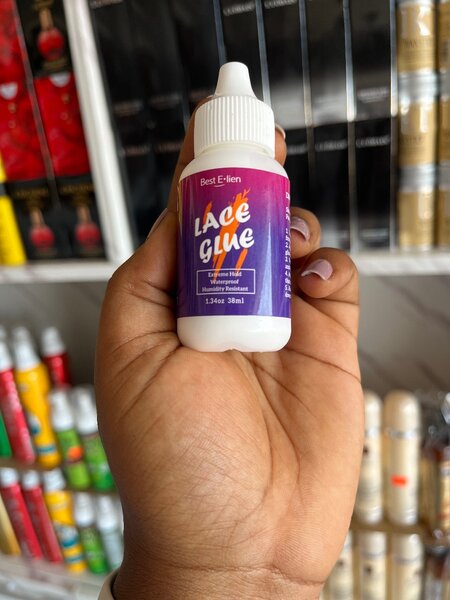 Best E•lien
LACE
GLUE
Extreme Hold
Waterproof
Humidity Resistant
1.34oz 38ml